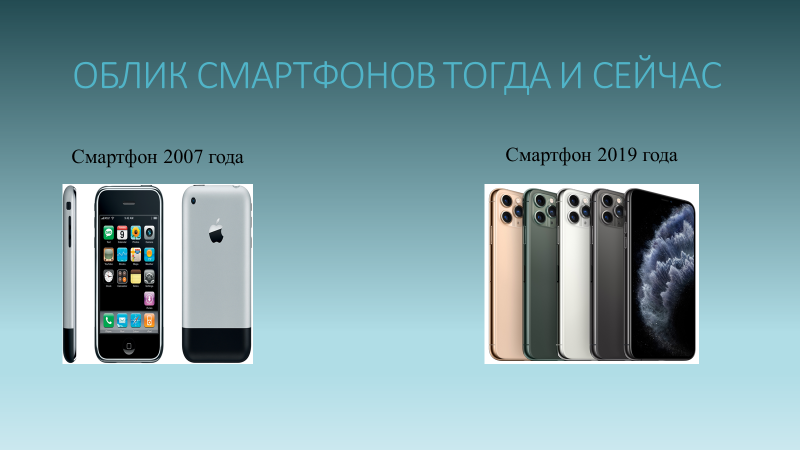 ОБЛИК СМАРТФОНОВ ТОГДА И СЕЙЧАС
Смартфон 2007 года
Смартфон 2019 года